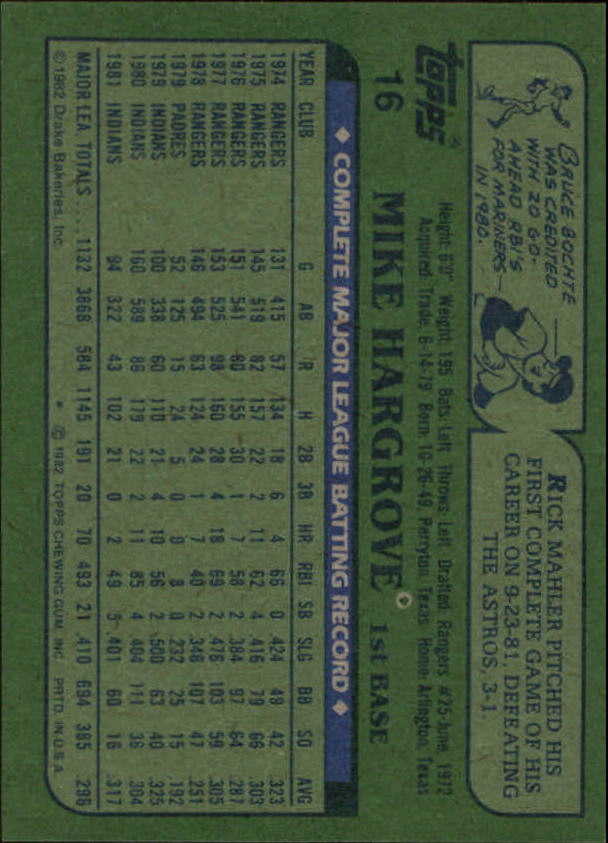 BRUCE BOCHTE
WAS CREDITED
WITH 20 GO-
AHEAD RBI'S
FOR MARINERS
IN 1980.
RICK MAHLER PITCHED HIS
FIRST COMPLETE GAME OF HIS
CAREER ON 9-23-81, DEFEATING
THE ASTROS, 3-1.
TOPPS®
16
Height: 6'0" Weight: 195 Bats: Left Throws: Left Drafted: Rangers #25-June, 1972
Acquired: Trade, 6-14-79 Born: 10-26-49, Perryton, Texas Home: Arlington, Texas
MIKE HARGROVE 1st BASE
◆ COMPLETE MAJOR LEAGUE BATTING RECORD ◆
YEAR CLUB G AB R H 2B 3B HR RBI SB SLG BB SO AVG
1974 RANGERS 131 415 57 134 18 6 4 66 0 .424 49 42 .323
1975 RANGERS 145 519 82 157 22 2 11 62 4 .416 79 66 .303
1976 RANGERS 151 541 80 155 30 1 7 58 2 .384 97 64 .287
1977 RANGERS 153 525 98 160 28 4 18 69 2 .476 103 59 .305
1978 RANGERS 146 494 63 124 24 1 7 40 2 .346 107 47 .251
1979 PADRES 52 125 15 24 5 0 0 8 0 .232 25 15 .192
1979 INDIANS 100 338 60 110 21 4 10 56 2 .500 63 40 .325
1980 INDIANS 160 589 86 179 22 2 11 85 4 .404 111 36 .304
1981 INDIANS 94 322 43 102 21 0 2 49 5 .401 60 16 .317
MAJOR LEA. TOTALS ... 1132 3868 584 1145 191 20 70 493 21 .410 694 385 .296
© 1982 Drake Bakeries, Inc. * © 1982 TOPPS CHEWING GUM, INC. PRTD. IN U.S.A.